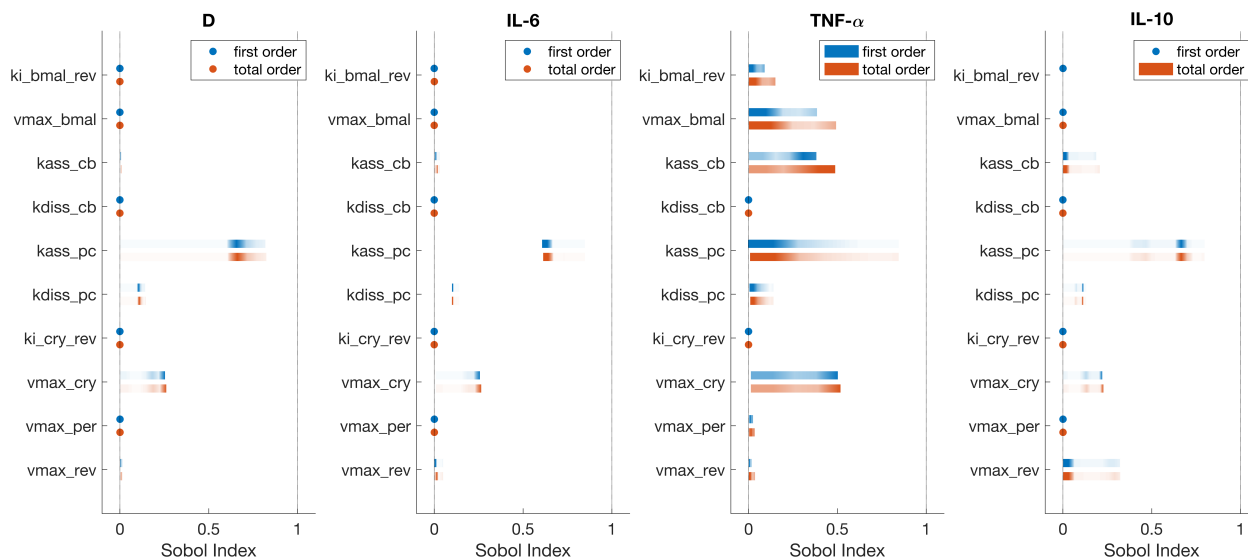 D
first order
total order
ki_bmal_rev
vmax_bmal
kass_cb
kdiss_cb
kass_pc
kdiss_pc
ki_cry_rev
vmax_cry
vmax_per
vmax_rev
0
0.5
1
Sobol Index
IL-6
first order
total order
ki_bmal_rev
vmax_bmal
kass_cb
kdiss_cb
kass_pc
kdiss_pc
ki_cry_rev
vmax_cry
vmax_per
vmax_rev
0
0.5
1
Sobol Index
TNF-α
first order
total order
ki_bmal_rev
vmax_bmal
kass_cb
kdiss_cb
kass_pc
kdiss_pc
ki_cry_rev
vmax_cry
vmax_per
vmax_rev
0
0.5
1
Sobol Index
IL-10
first order
total order
ki_bmal_rev
vmax_bmal
kass_cb
kdiss_cb
kass_pc
kdiss_pc
ki_cry_rev
vmax_cry
vmax_per
vmax_rev
0
0.5
1
Sobol Index